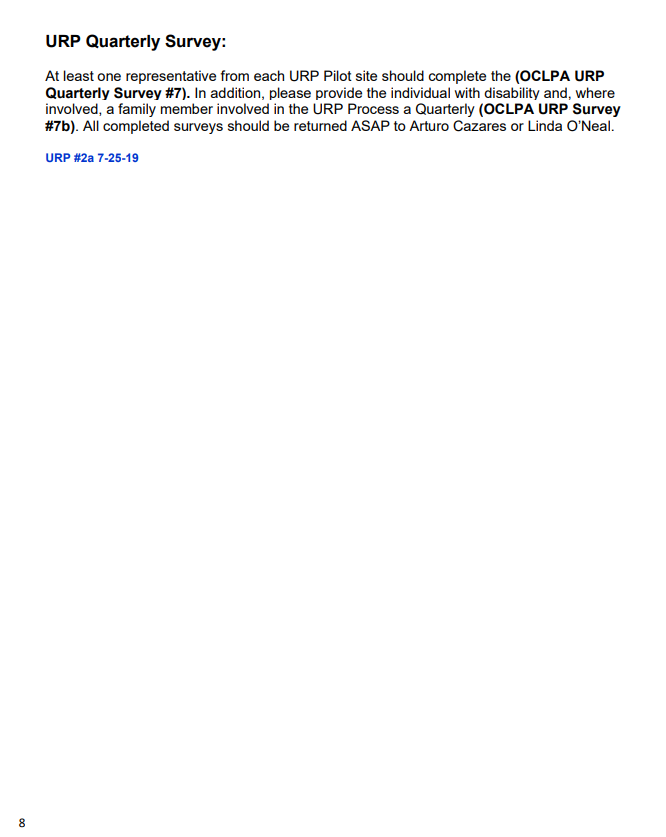 URP Quarterly Survey:
At least one representative from each URP Pilot site should complete the (OCLPA URP
Quarterly Survey #7). In addition, please provide the individual with disability and, where
involved, a family member involved in the URP Process a Quarterly (OCLPA URP Survey
#7b). All completed surveys should be returned ASAP to Arturo Cazares or Linda O’Neal.
URP #2a 7-25-19
8